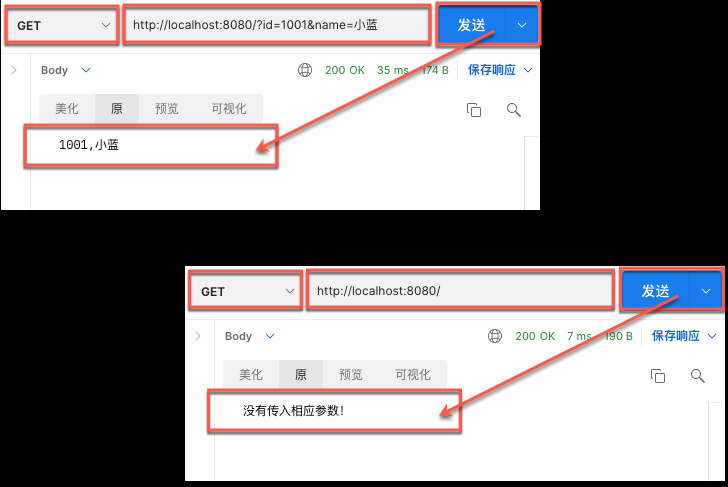 GET http://localhost:8080/?id=1001&name=小蓝 发送
Body 200 OK 35 ms 174 B 保存响应
美化 原 预览 可视化
1001,小蓝
GET http://localhost:8080/ 发送
Body 200 OK 7 ms 190 B 保存响应
美化 原 预览 可视化
没有传入相应参数!